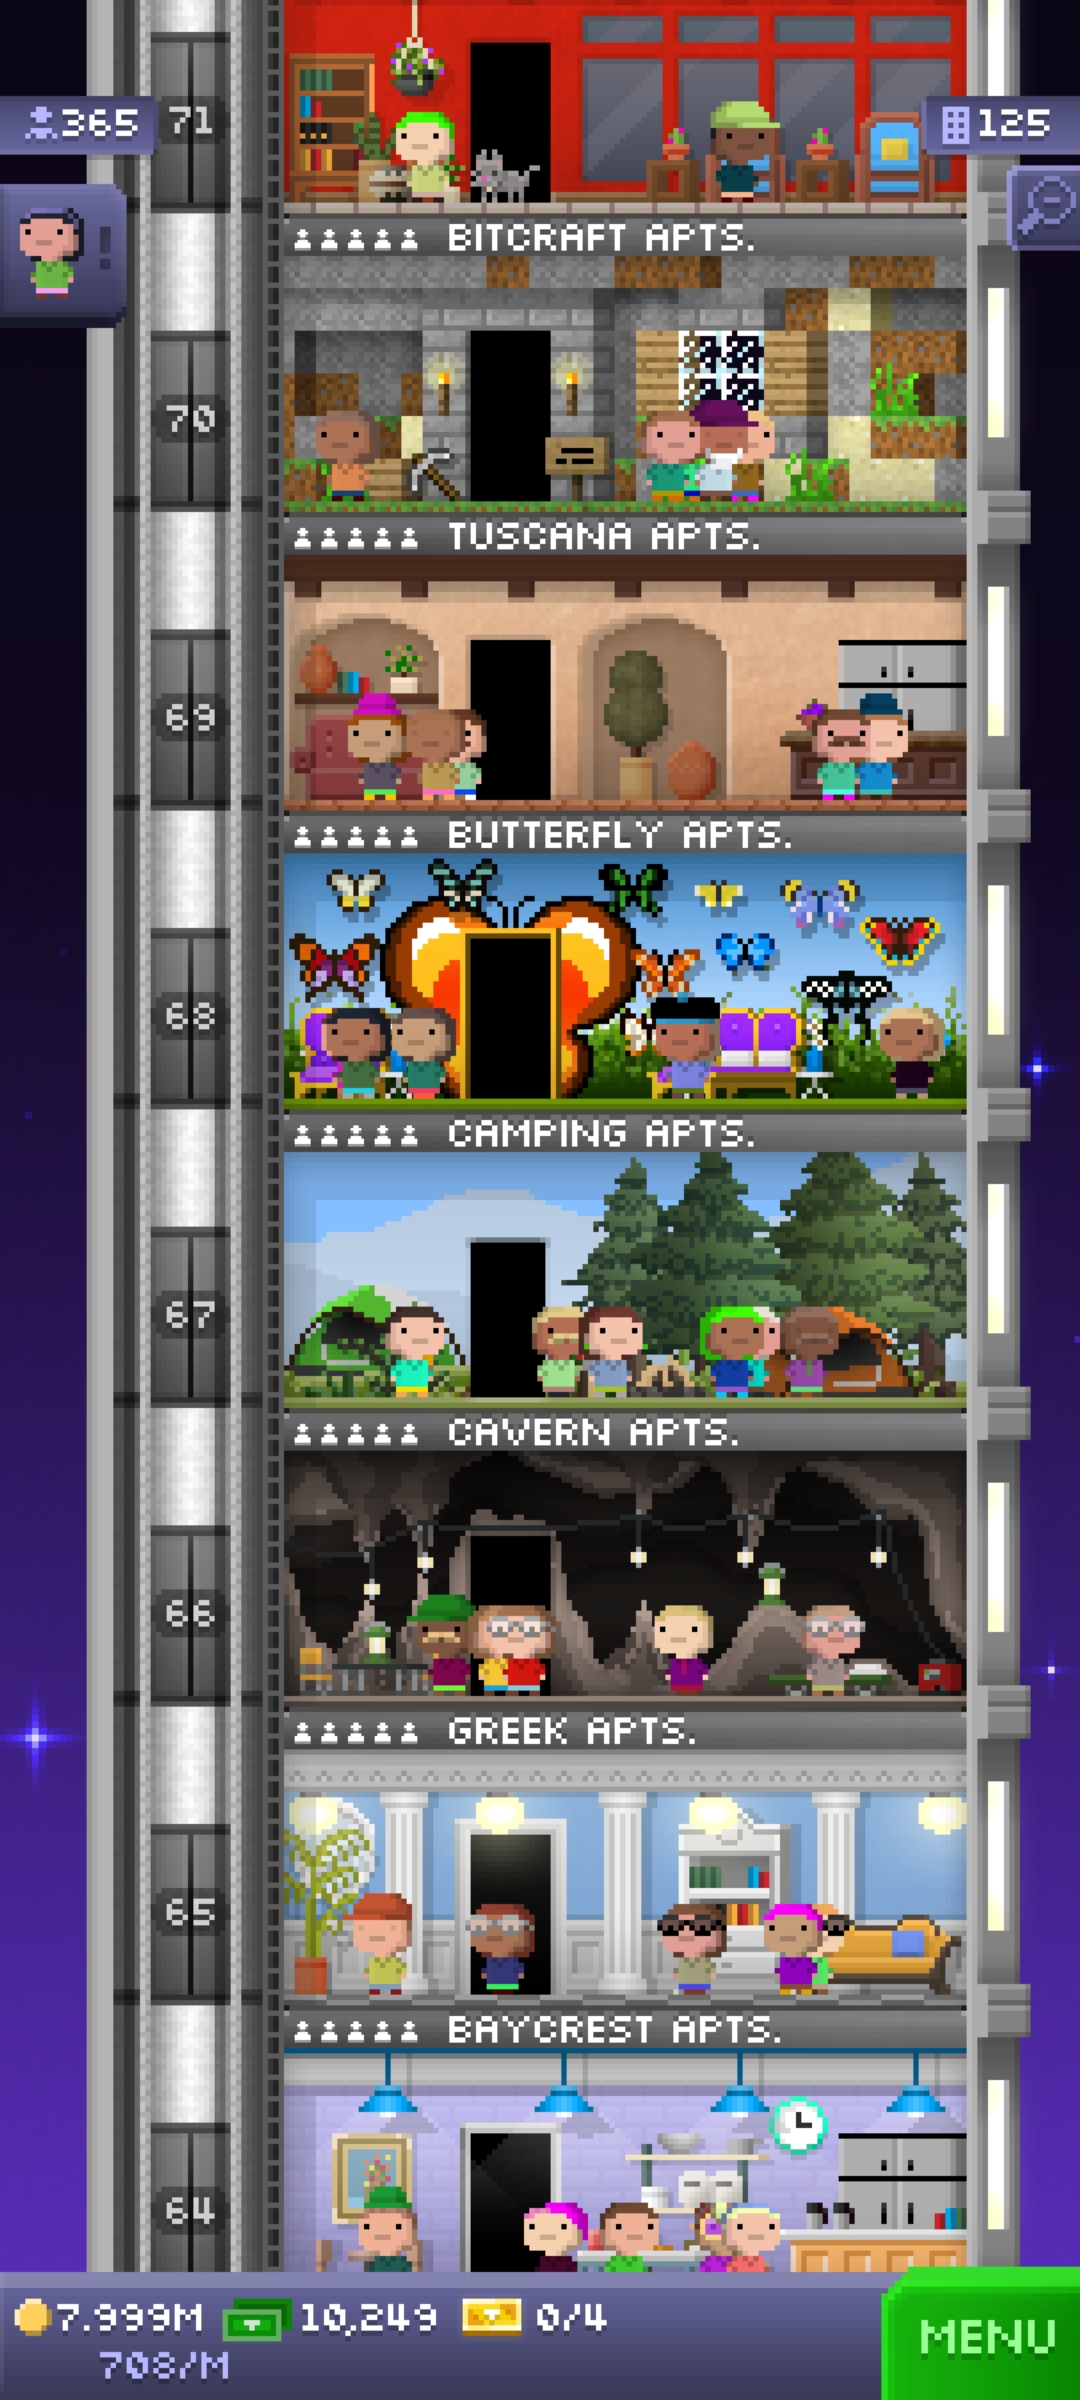 365
71
125
!
BITCRAFT APTS.
70
TUSCANA APTS.
69
BUTTERFLY APTS.
68
CAMPING APTS.
67
CAVERN APTS.
66
GREEK APTS.
65
BAYCREST APTS.
64
7.999M 10,249 0/4
708/M
MENU